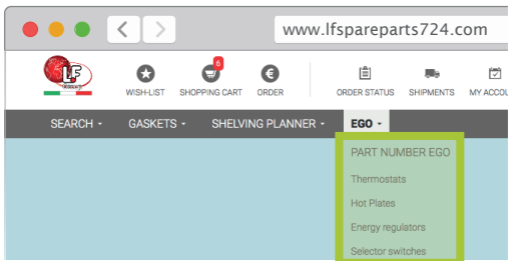 www.lfspareparts724.com
LF
6
WISH-LIST SHOPPING CART ORDER ORDER STATUS SHIPMENTS MY ACCOU
SEARCH GASKETS SHELVING PLANNER EGO
PART NUMBER EGO
Thermostats
Hot Plates
Energy regulators
Selector switches